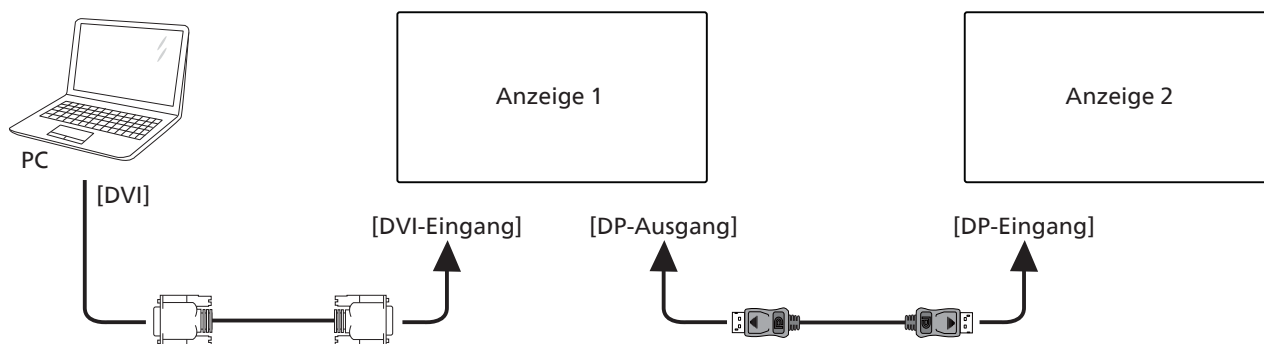 Anzeige 1
Anzeige 2
PC
[DVI]
[DVI-Eingang]
[DP-Ausgang]
[DP-Eingang]